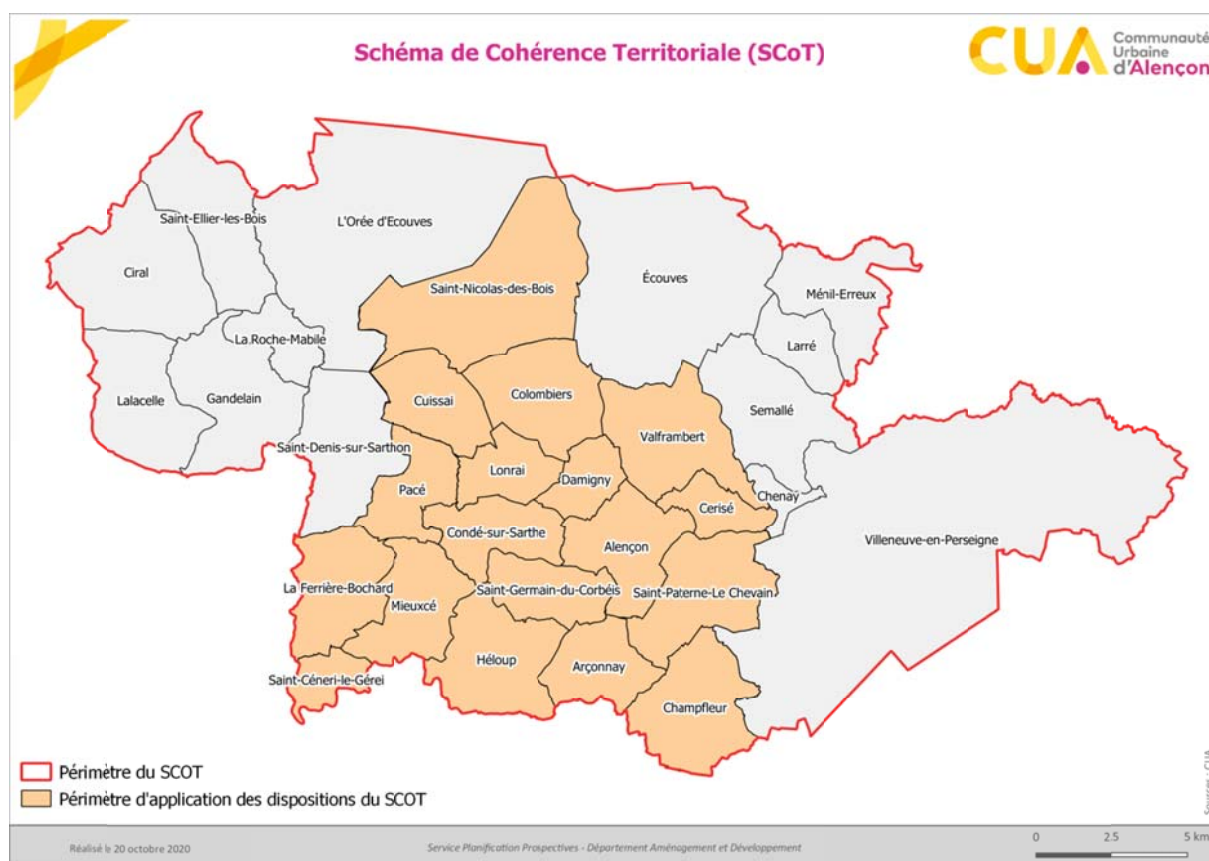 Schéma de Cohérence Territoriale (SCoT)
CUA
Communauté
Urbaine
d'Alençon
Saint-Ellier-les-Bois
L'Orée d'Ecouves
Ciral
Écouves
Saint-Nicolas-des-Bois
Ménil-Erreux
La Roche-Mabile
Larré
Lalacelle
Gandelain
Cuissai
Colombiers
Semallé
Valframbert
Saint-Denis-sur-Sarthon
Lonrai
Damigny
Pacé
Chenay
Cerisé
Condé-sur-Sarthe
Alençon
Villeneuve-en-Perseigne
La Ferrière-Bochard
Saint-Germain-du-Corbéis
Saint-Paterne-Le Chevain
Mieuxcé
Héloup
Arçonnay
Saint-Céneri-le-Gérei
Champfleur
Périmètre du SCOT
Périmètre d'application des dispositions du SCOT
Sources : CUA
Réalisé le 20 octobre 2020
Service Planification Prospectives - Département Aménagement et Développement
0 2.5 5 km